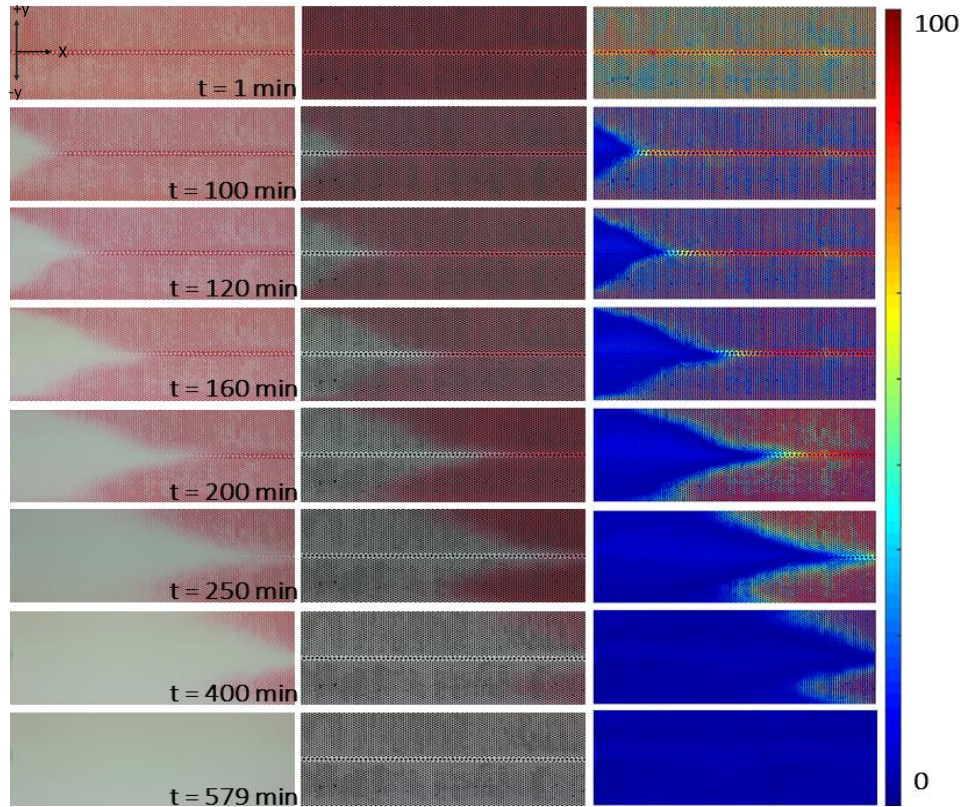 +y
x
-y
t = 1 min
100
t = 100 min
t = 120 min
t = 160 min
t = 200 min
t = 250 min
t = 400 min
t = 579 min
0